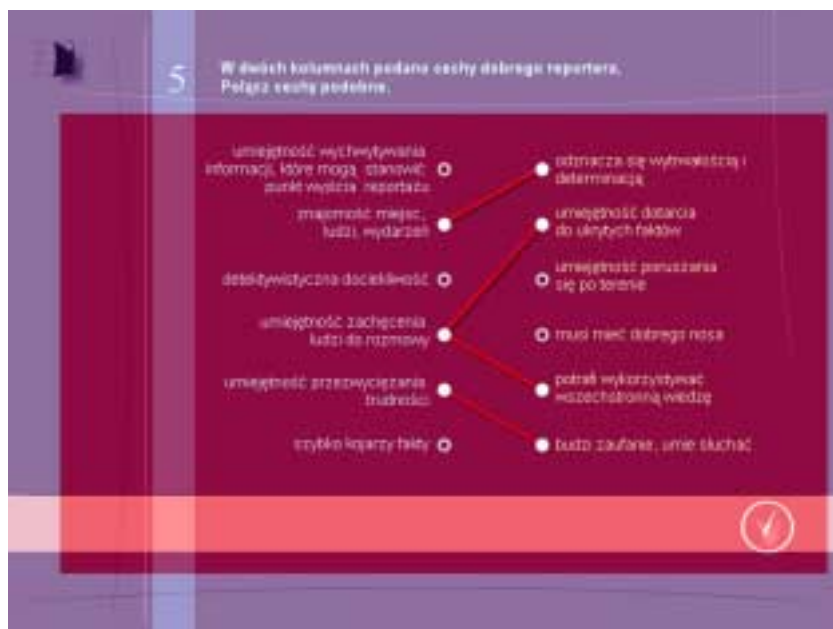 5
W dwóch kolumnach podano cechy dobrego reportera.
Połącz cechy podobne.
umiejętność wychwytywania
informacji, które mogą stanowić
punkt wyjścia reportażu
znajomość miejsc,
ludzi, wydarzeń
detektywistyczna dociekliwość
umiejętność zachęcenia
ludzi do rozmowy
umiejętność przezwyciężania
trudności
szybko kojarzy fakty
odznacza się wytrwałością i
determinacją
umiejętność dotarcia
do ukrytych faktów
umiejętność poruszania
się po terenie
musi mieć dobrego nosa
potrafi wykorzystywać
wszechstronną wiedzę
budzi zaufanie, umie słuchać